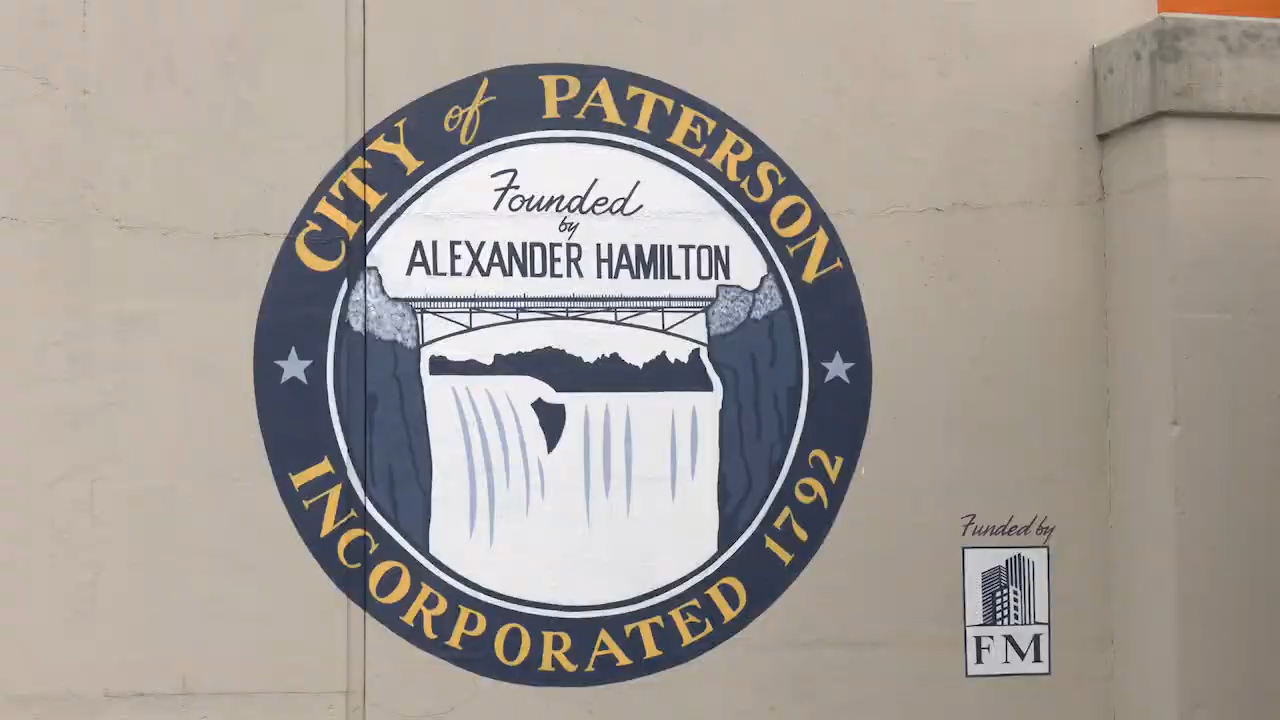 CITY of PATERSON
Founded
by
ALEXANDER HAMILTON
INCORPORATED 1792
Funded by
FM